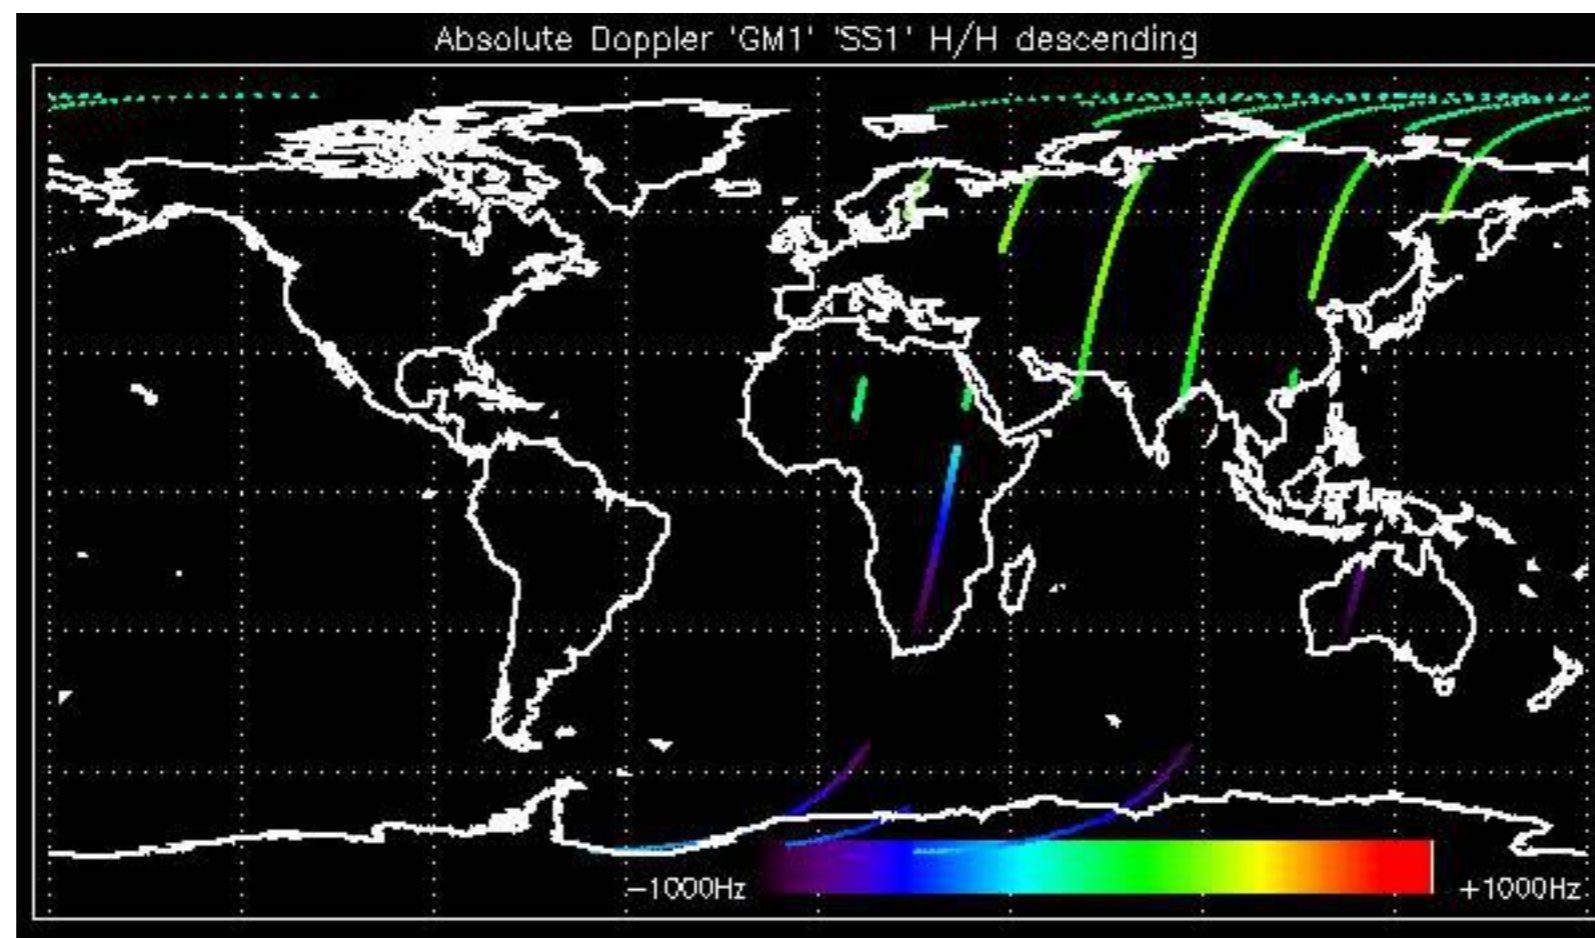 Absolute Doppler 'GM1' 'SS1' H/H descending
−1000Hz
+1000Hz